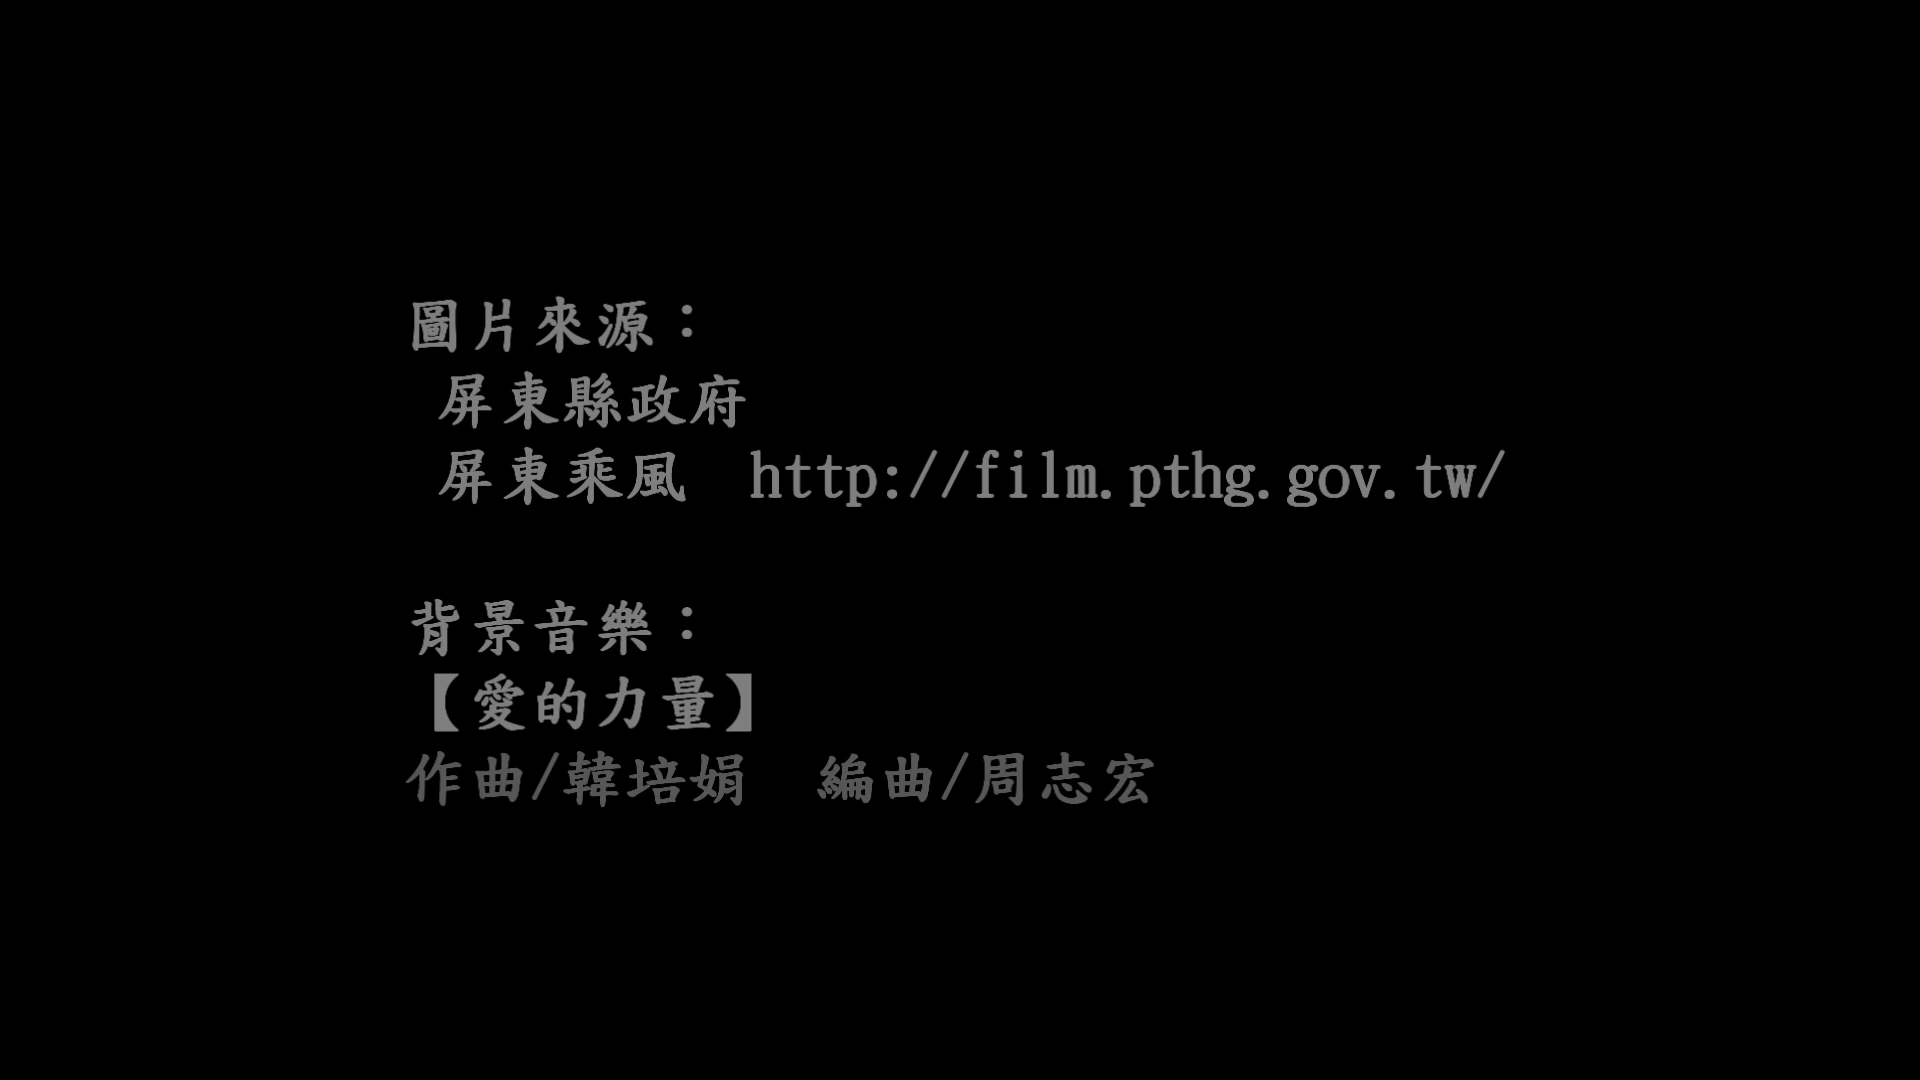 圖片來源：
屏東縣政府
屏東乘風　http://film.pthg.gov.tw/
背景音樂：
【愛的力量】
作曲/韓培娟　編曲/周志宏